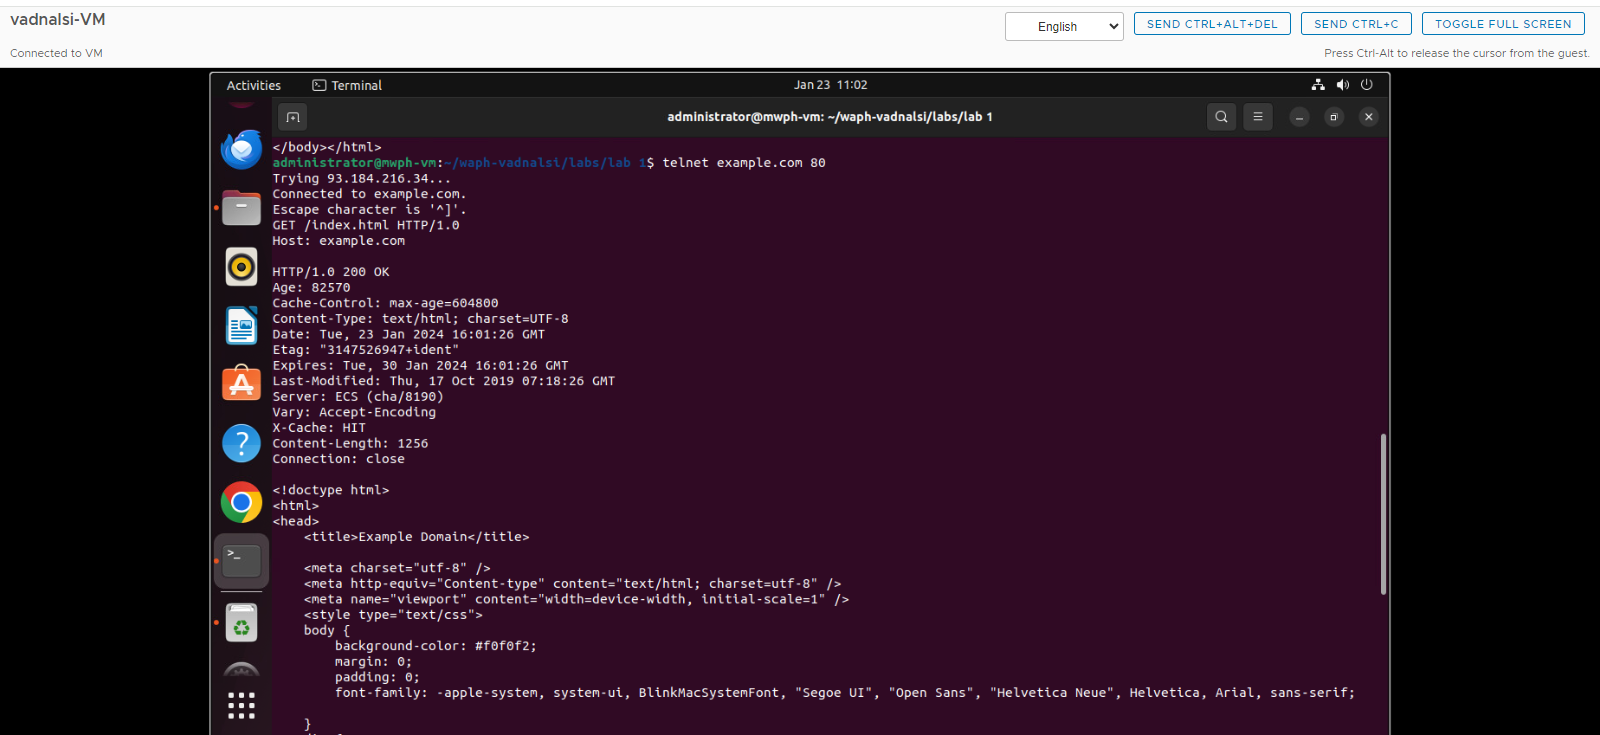 vadnalsi-VM
English
SEND CTRL+ALT+DEL
SEND CTRL+C
TOGGLE FULL SCREEN
Connected to VM
Press Ctrl-Alt to release the cursor from the guest.
Activities
Terminal
Jan 23 11:02
administrator@mwph-vm: ~/waph-vadnalsi/labs/lab 1
</body></html>
administrator@mwph-vm:~/waph-vadnalsi/labs/lab 1$ telnet example.com 80
Trying 93.184.216.34...
Connected to example.com.
Escape character is '^]'.
GET /index.html HTTP/1.0
Host: example.com
HTTP/1.0 200 OK
Age: 82570
Cache-Control: max-age=604800
Content-Type: text/html; charset=UTF-8
Date: Tue, 23 Jan 2024 16:01:26 GMT
Etag: "3147526947+ident"
Expires: Tue, 30 Jan 2024 16:01:26 GMT
Last-Modified: Thu, 17 Oct 2019 07:18:26 GMT
Server: ECS (cha/8190)
Vary: Accept-Encoding
X-Cache: HIT
Content-Length: 1256
Connection: close
<!doctype html>
<html>
<head>
    <title>Example Domain</title>
    <meta charset="utf-8" />
    <meta http-equiv="Content-type" content="text/html; charset=utf-8" />
    <meta name="viewport" content="width=device-width, initial-scale=1" />
    <style type="text/css">
    body {
        background-color: #f0f0f2;
        margin: 0;
        padding: 0;
        font-family: -apple-system, system-ui, BlinkMacSystemFont, "Segoe UI", "Open Sans", "Helvetica Neue", Helvetica, Arial, sans-serif;
    }